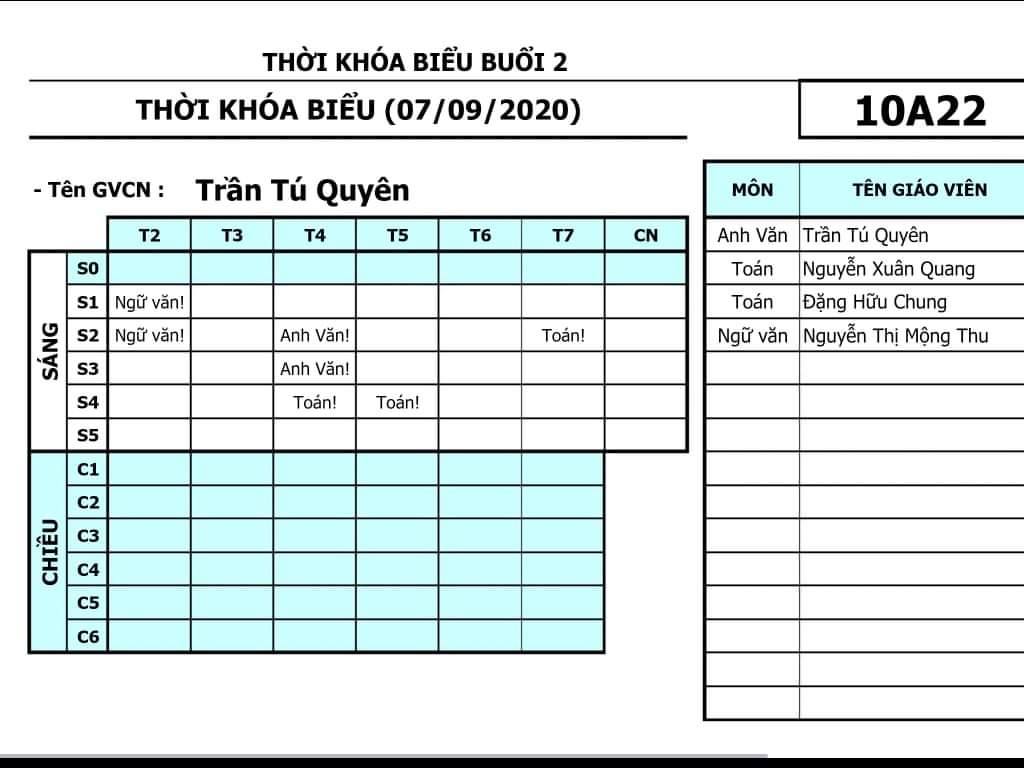 THỜI KHÓA BIỂU BUỔI 2
THỜI KHÓA BIỂU (07/09/2020)
10A22
- Tên GVCN : Trần Tú Quyên
T2 T3 T4 T5 T6 T7 CN
SÁNG
S0
S1 Ngữ văn!
S2 Ngữ văn! Anh Văn! Toán!
S3 Anh Văn!
S4 Toán! Toán!
S5
CHIỀU
C1
C2
C3
C4
C5
C6
MÔN TÊN GIÁO VIÊN
Anh Văn Trần Tú Quyên
Toán Nguyễn Xuân Quang
Toán Đặng Hữu Chung
Ngữ văn Nguyễn Thị Mộng Thu